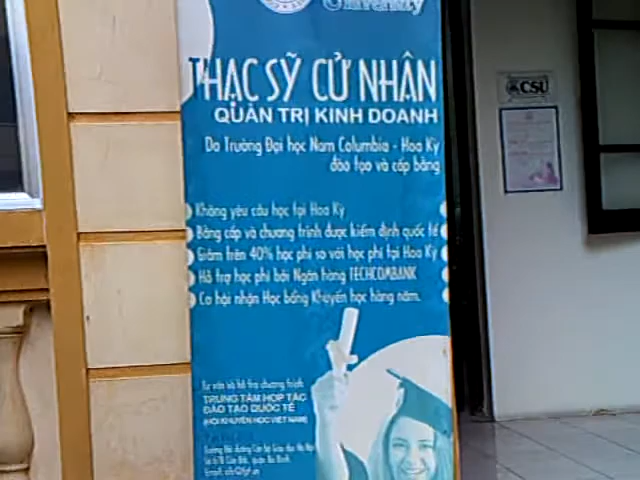 University
THẠC SỸ CỬ NHÂN
QUẢN TRỊ KINH DOANH
Do Trường Đại học Nam Columbia - Hoa Kỳ
đào tạo và cấp bằng
Không yêu cầu học tại Hoa Kỳ
Bằng cấp và chương trình được kiểm định quốc tế
Giảm trên 40% học phí so với học phí tại Hoa Kỳ
Hỗ trợ học phí bởi Ngân hàng TECHCOMBANK
Cơ hội nhận Học bổng Khuyến học hàng năm.
Tư vấn và hỗ trợ chương trình
TRUNG TÂM HỢP TÁC
ĐÀO TẠO QUỐC TẾ
(HỘI KHUYẾN HỌC VIỆT NAM)
CSU